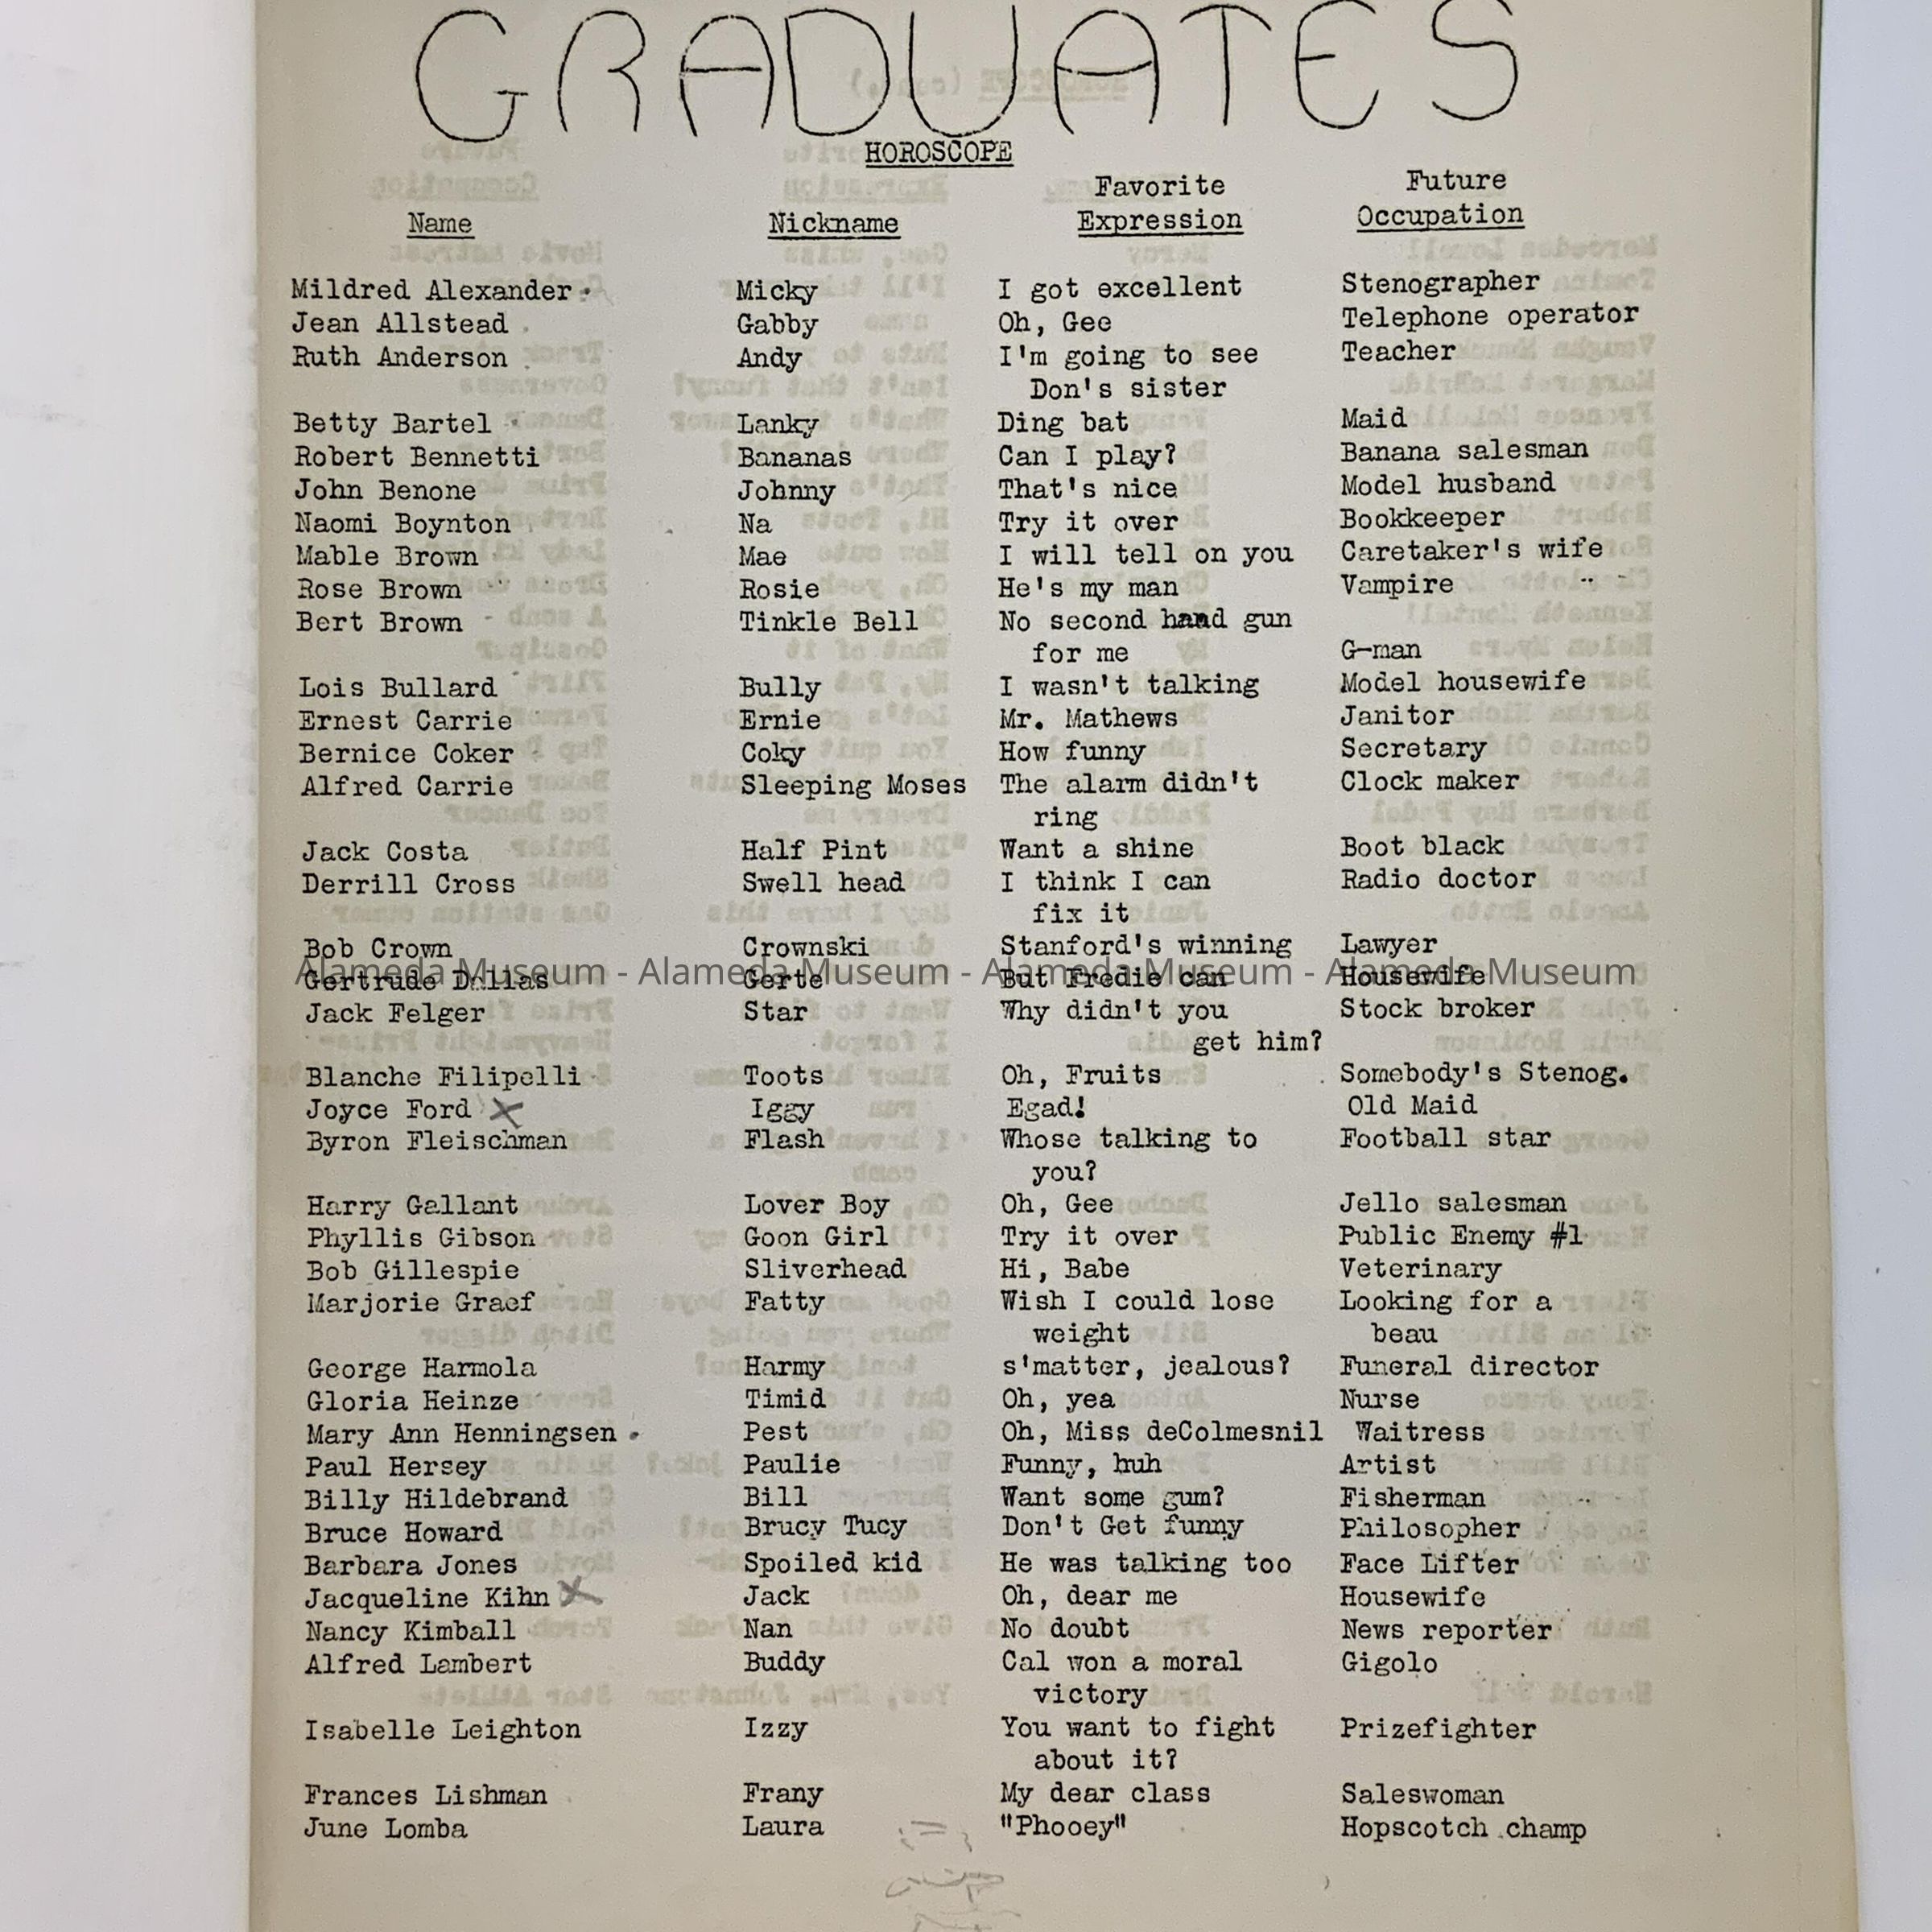 GRADUATES
HOROSCOPE
Favorite Future
Name Nickname Expression Occupation
Mildred Alexander Micky I got excellent Stenographer
Jean Allstead Gabby Oh, Gee Telephone operator
Ruth Anderson Andy I'm going to see Teacher
Don's sister
Betty Bartel Lanky Ding bat Maid
Robert Bennetti Bananas Can I play? Banana salesman
John Benone Johnny That's nice Model husband
Naomi Boynton Na Try it over Bookkeeper
Mable Brown Mae I will tell on you Caretaker's wife
Rose Brown Rosie He's my man Vampire
Bert Brown Tinkle Bell No second hand gun
for me G-man
Lois Bullard Bully I wasn't talking Model housewife
Ernest Carrie Ernie Mr. Mathews Janitor
Bernice Coker Coky How funny Secretary
Alfred Carrie Sleeping Moses The alarm didn't Clock maker
ring
Jack Costa Half Pint Want a shine Boot black
Derrill Cross Swell head I think I can Radio doctor
fix it
Bob Crown Crownski Stanford's winning Lawyer
Alameda Museum - Alameda Museum - Alameda Museum - Alameda Museum
Gertrude Dallas Gerte But Fredie can Housewife
Jack Felger Star Why didn't you Stock broker
get him?
Blanche Filipelli Toots Oh, Fruits Somebody's Stenog.
Joyce Ford X Iggy Egad! Old Maid
Byron Fleischman Flash Whose talking to Football star
you?
Harry Gallant Lover Boy Oh, Gee Jello salesman
Phyllis Gibson Goon Girl Try it over Public Enemy #1
Bob Gillespie Sliverhead Hi, Babe Veterinary
Marjorie Graef Fatty Wish I could lose Looking for a
weight beau
George Harmola Harmy s'matter, jealous? Funeral director
Gloria Heinze Timid Oh, yea Nurse
Mary Ann Henningsen Pest Oh, Miss deColmesnil Waitress
Paul Hersey Paulie Funny, huh Artist
Billy Hildebrand Bill Want some gum? Fisherman
Bruce Howard Brucy Tucy Don't Get funny Philosopher
Barbara Jones Spoiled kid He was talking too Face Lifter
Jacqueline Kihn X Jack Oh, dear me Housewife
Nancy Kimball Nan No doubt News reporter
Alfred Lambert Buddy Cal won a moral Gigolo
victory
Isabelle Leighton Izzy You want to fight Prizefighter
about it?
Frances Lishman Frany My dear class Saleswoman
June Lomba Laura "Phooey" Hopscotch champ